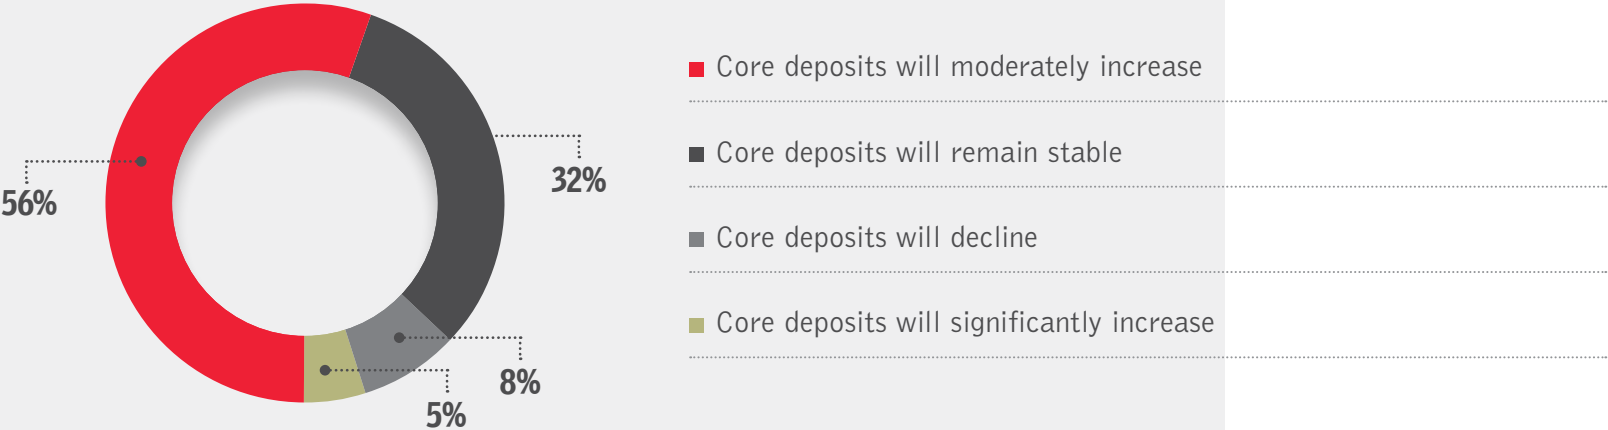 Core deposits will moderately increase
Core deposits will remain stable
32%
56%
Core deposits will decline
Core deposits will significantly increase
8%
5%